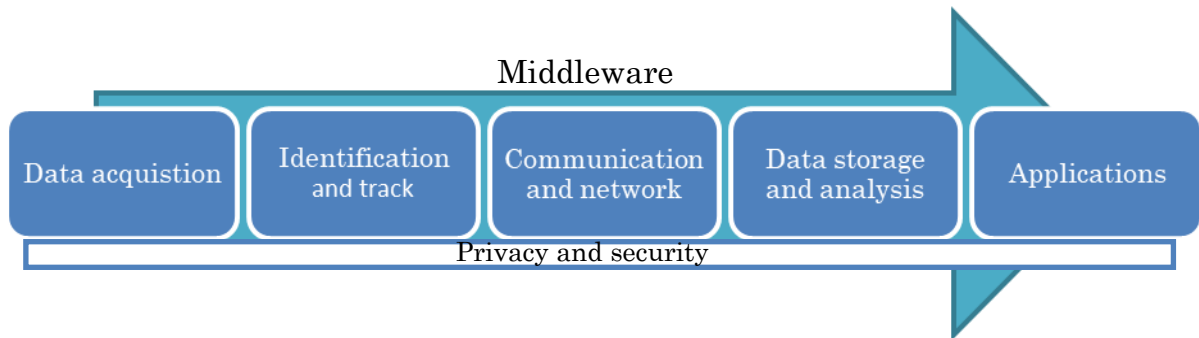 Middleware
Data acquistion
Identification
and track
Communication
and network
Data storage
and analysis
Applications
Privacy and security